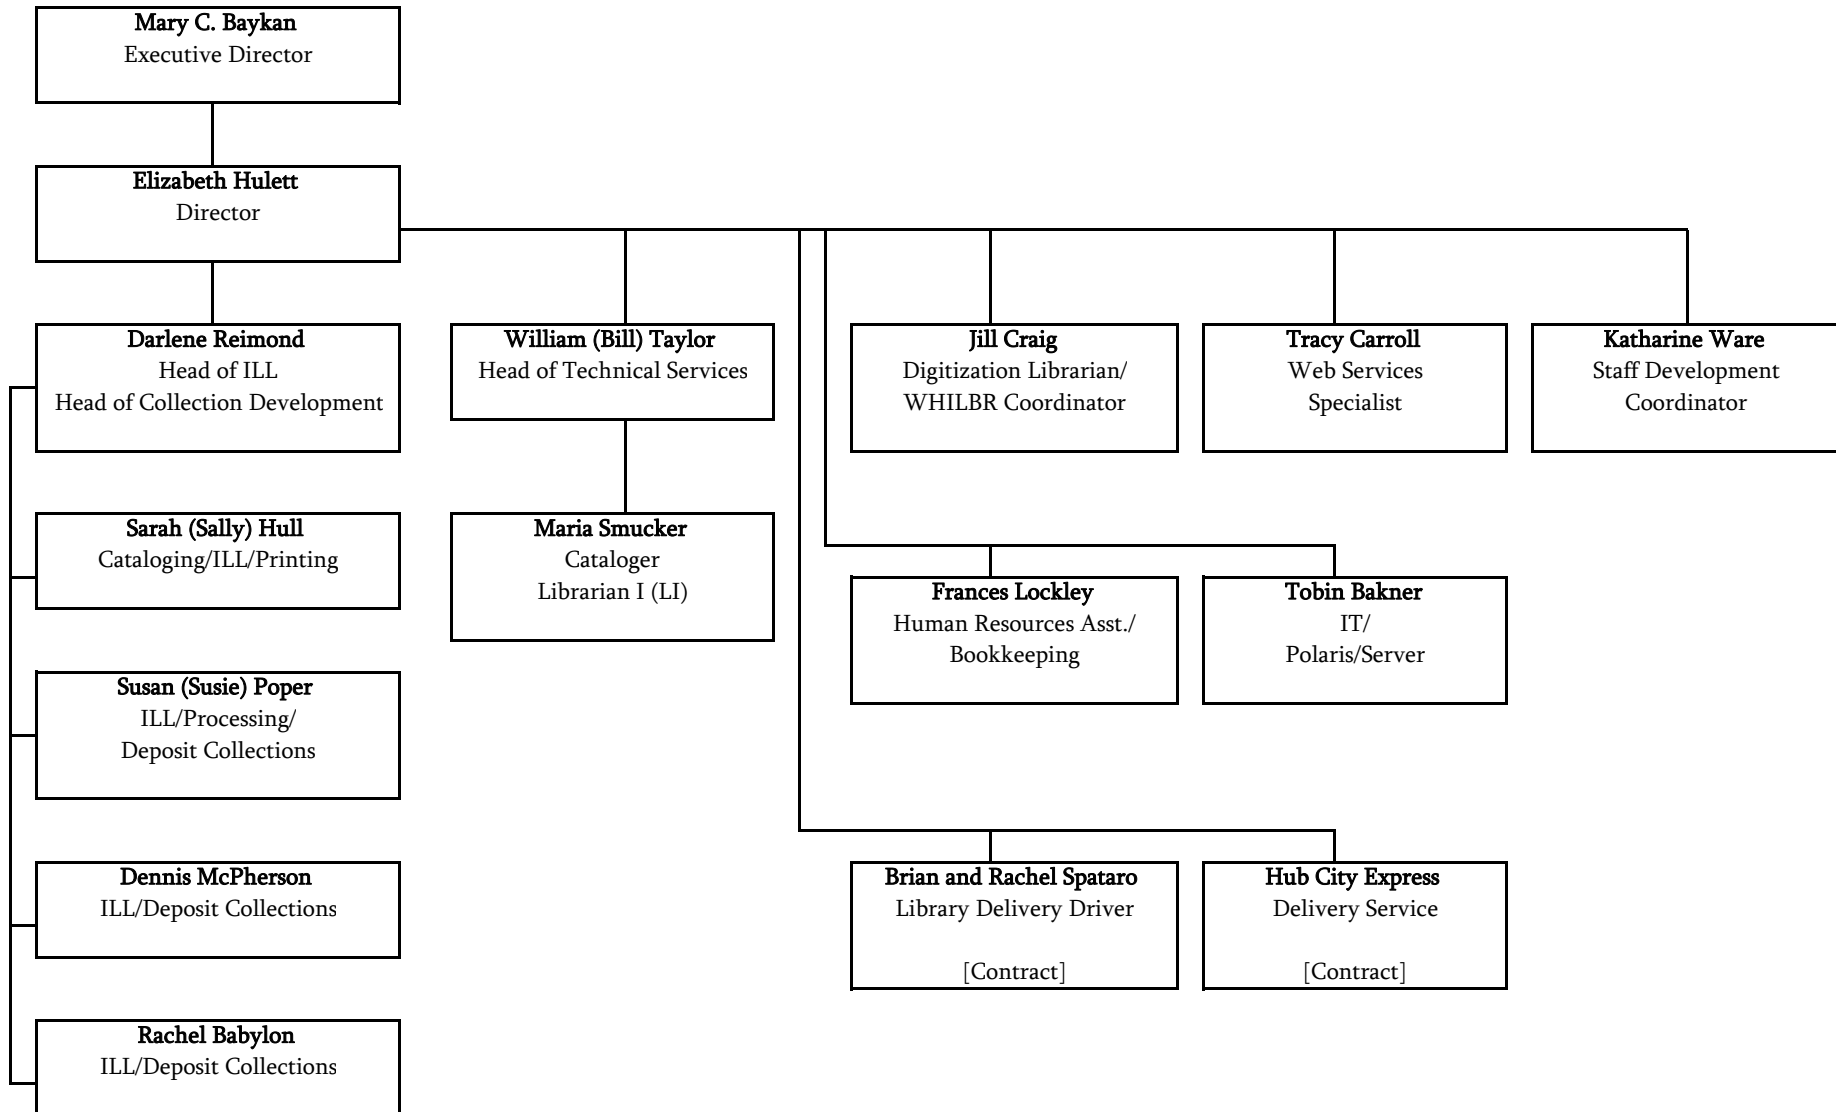 Mary C. Baykan
Executive Director
Elizabeth Hulett
Director
Darlene Reimond
Head of ILL
Head of Collection Development
William (Bill) Taylor
Head of Technical Services
Jill Craig
Digitization Librarian/
WHILBR Coordinator
Tracy Carroll
Web Services
Specialist
Katharine Ware
Staff Development
Coordinator
Sarah (Sally) Hull
Cataloging/ILL/Printing
Maria Smucker
Cataloger
Librarian I (LI)
Frances Lockley
Human Resources Asst./
Bookkeeping
Tobin Bakner
IT/
Polaris/Server
Susan (Susie) Poper
ILL/Processing/
Deposit Collections
Dennis McPherson
ILL/Deposit Collections
Brian and Rachel Spataro
Library Delivery Driver
[Contract]
Hub City Express
Delivery Service
[Contract]
Rachel Babylon
ILL/Deposit Collections